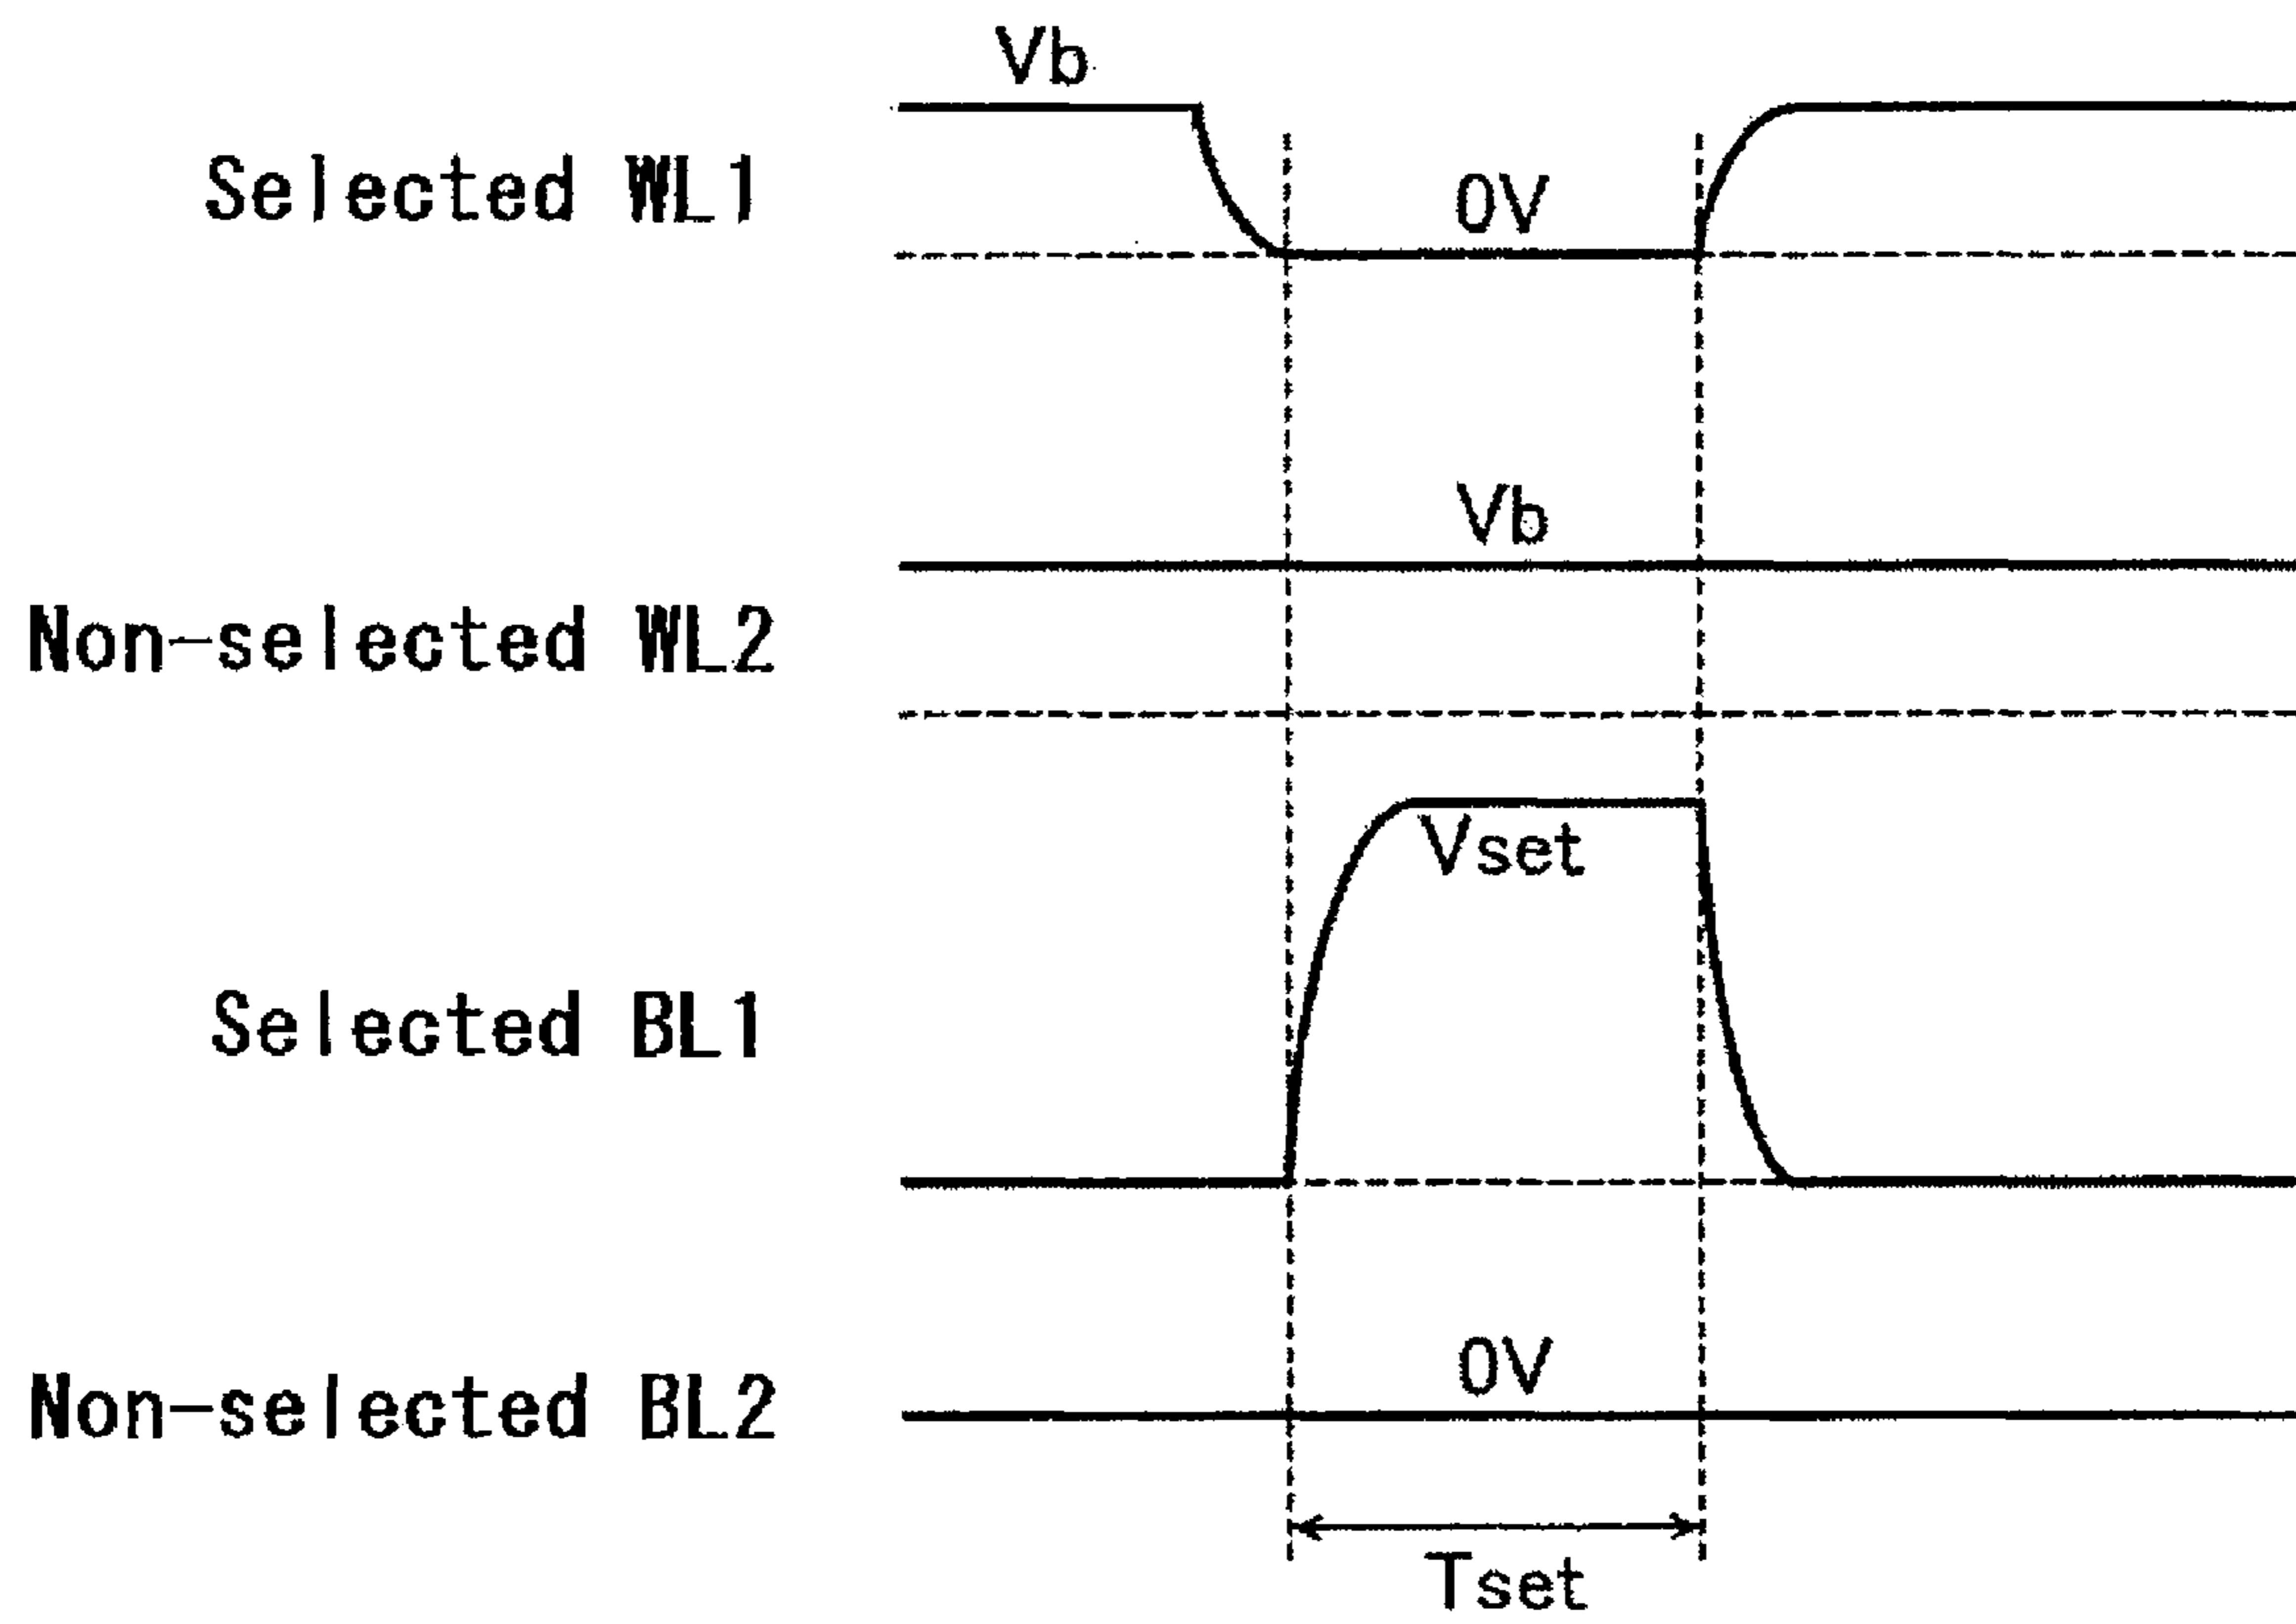 Vb
Selected WL1
0V
Vb
Non-selected WL2
Vset
Selected BL1
0V
Non-selected BL2
Tset